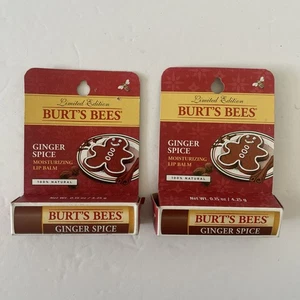 Limited Edition
BURT'S BEES
GINGER
SPICE
MOISTURIZING
LIP BALM
100% NATURAL
BURT'S BEES
GINGER SPICE
Limited Edition
BURT'S BEES
GINGER
SPICE
MOISTURIZING
LIP BALM
100% NATURAL
Net Wt. 0.15 oz / 4.25 g
BURT'S BEES
GINGER SPICE